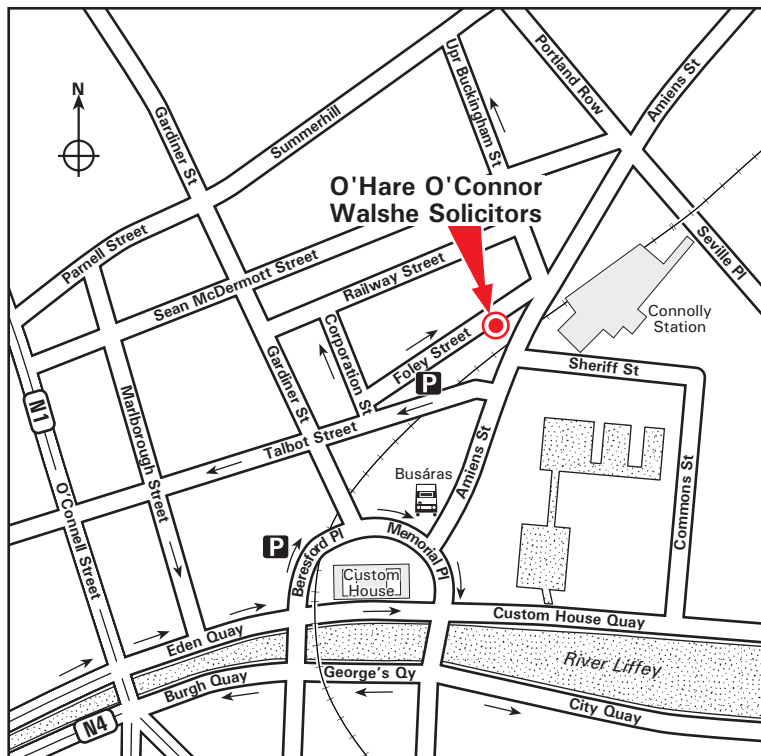 N
Gardiner St
Summerhill
Upr Buckingham St
Portland Row
Amiens St
O'Hare O'Connor
Walshe Solicitors
Parnell Street
Sean McDermott Street
Railway Street
Seville Pl
Connolly
Station
Corporation St
Foley Street
P
Sheriff St
N1
Marlborough Street
Gardiner St
Talbot Street
Busáras
Amiens St
Commons St
O'Connell Street
P
Beresford Pl
Memorial Pl
Custom
House
Custom House Quay
Eden Quay
River Liffey
Burgh Quay
George's Qy
City Quay
N4